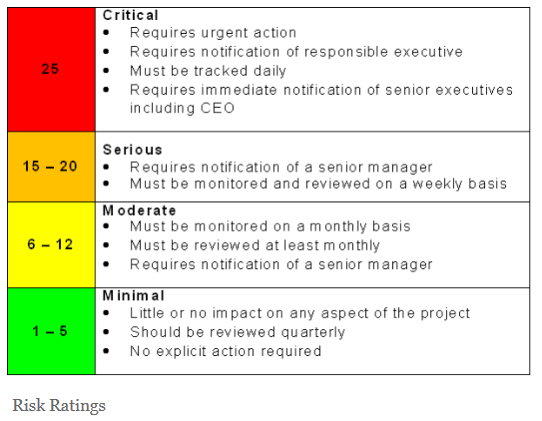 Critical
• Requires urgent action
• Requires notification of responsible executive
25
• Must be tracked daily
• Requires immediate notification of senior executives
including CEO
Serious
15 – 20
• Requires notification of a senior manager
• Must be monitored and reviewed on a weekly basis
Moderate
• Must be monitored on a monthly basis
6 – 12
• Must be reviewed at least monthly
• Requires notification of a senior manager
Minimal
• Little or no impact on any aspect of the project
1 – 5
• Should be reviewed quarterly
• No explicit action required
Risk Ratings